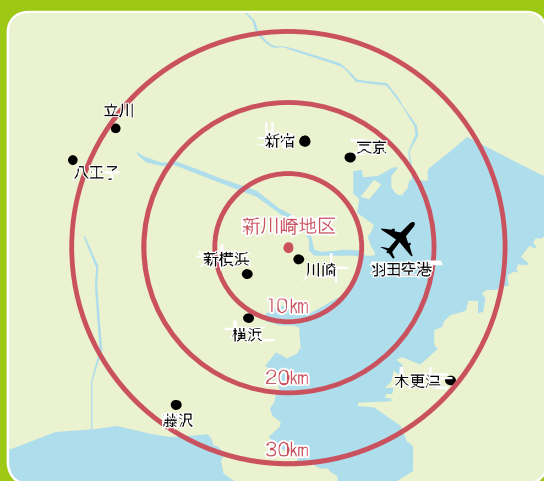 立川
新宿
東京
八王子
新川崎地区
新横浜
川崎
羽田空港
10km
横浜
20km
木更津
藤沢
30km